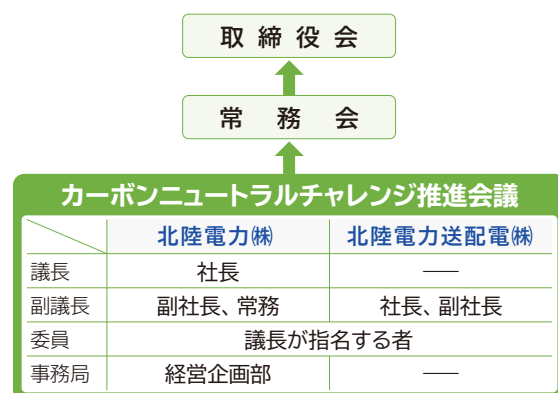 取締役会
常務会
カーボンニュートラルチャレンジ推進会議
北陸電力㈱ 北陸電力送配電㈱
議長 社長 ──
副議長 副社長、常務 社長、副社長
委員 議長が指名する者
事務局 経営企画部 ──